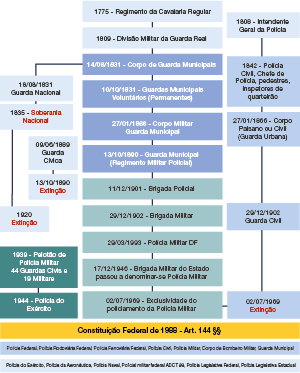 1775 - Regimento da Cavalaria Regular
1809 - Divisão Militar da Guarda Real
1808 - Intendente
Geral da Polícia
14/06/1831 - Corpo de Guardas Municipais
18/08/1831
Guarda Nacional
10/10/1831 - Guardas Municipais
Voluntários (Permanentes)
1842 - Polícia
Civil, Chefe de
Polícia, pedestres,
inspetores de
quarteirão
1835 - Soberania
Nacional
27/01/1866 - Corpo Militar
Guarda Municipal
27/01/1866 - Corpo
Paisano ou Civil
(Guarda Urbana)
09/06/1889
Guarda
Cívica
13/10/1890 - Guarda Municipal
(Regimento Militar Policial)
13/10/1890
Extinção
11/12/1901 - Brigada Policial
1920
Extinção
29/12/1902 - Brigada Militar
29/12/1902
Guarda Civil
29/03/1993 - Polícia Militar DF
1939 - Pelotão de
Polícia Militar
44 Guardas Civis e
19 Militare
17/12/1946 - Brigada Militar do Estado
passou a denominar-se Polícia Militar
1944 - Polícia do
Exército
02/07/1969 - Exclusividade do
policiamento da Polícia Militar
02/07/1969
Extinção
Constituição Federal de 1988 - Art. 144 §§
Polícia Federal, Polícia Rodoviária Federal, Polícia Ferroviária Federal, Polícia Civil, Polícia Militar, Corpo de Bombeiro Militar, Guarda Municipal
Polícia do Exército, Polícia da Aeronáutica, Polícia Naval, Policial militar federal ADCT 89, Polícia Legislativa Federal, Polícia Legislativa Estadual